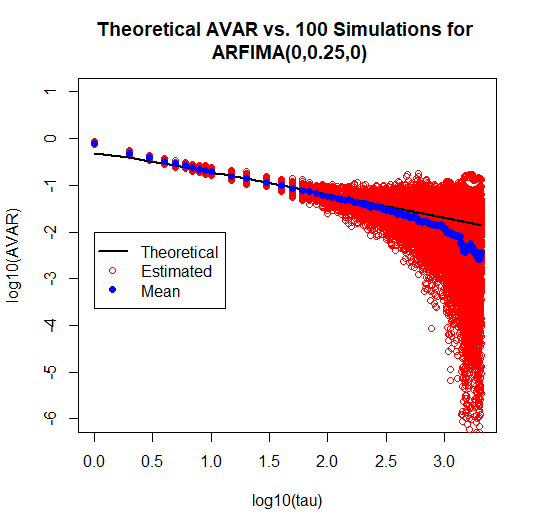 Theoretical AVAR vs. 100 Simulations for
ARFIMA(0,0.25,0)
log10(AVAR)
1
0
-1
-2
-3
-4
-5
-6
Theoretical
Estimated
Mean
0.0 0.5 1.0 1.5 2.0 2.5 3.0
log10(tau)